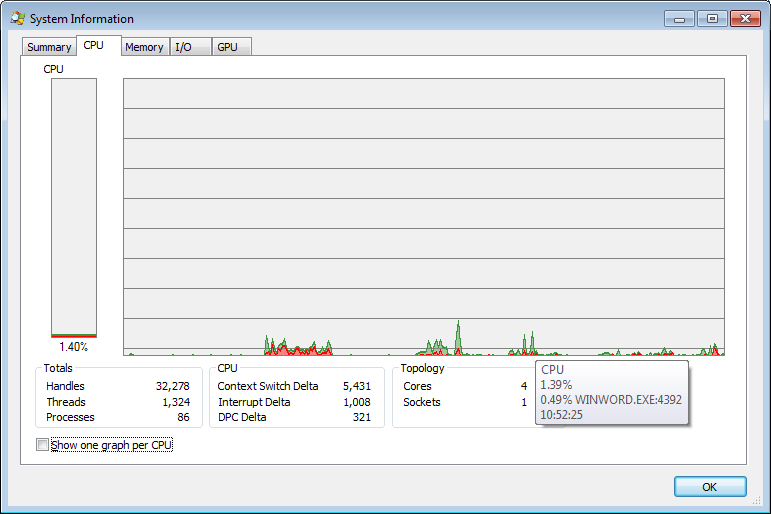 System Information
Summary CPU Memory I/O GPU
CPU
1.40%
Totals
Handles 32,278
Threads 1,324
Processes 86
CPU
Context Switch Delta 5,431
Interrupt Delta 1,008
DPC Delta 321
Topology
Cores 4
Sockets 1
CPU
1.39%
0.49% WINWORD.EXE:4392
10:52:25
Show one graph per CPU
OK